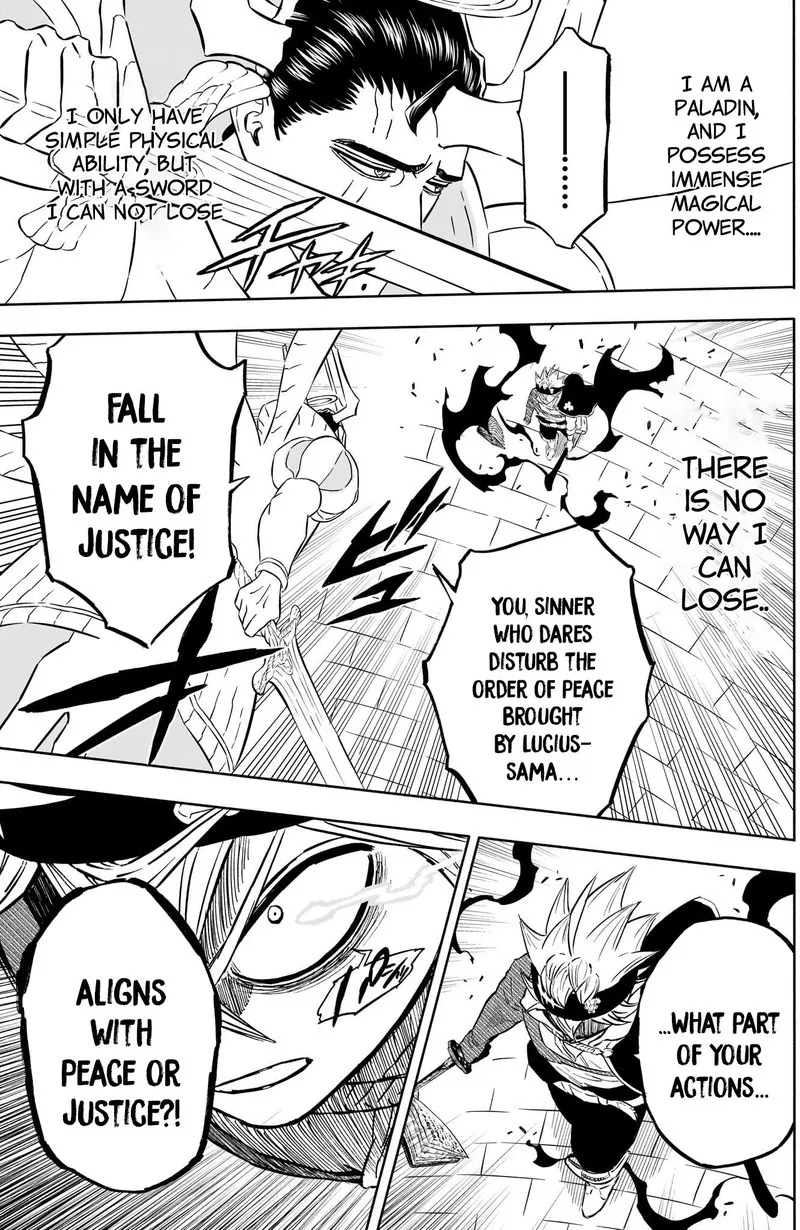 I AM A
PALADIN,
AND I
POSSESS
IMMENSE
MAGICAL
POWER....
I ONLY HAVE
SIMPLE PHYSICAL
ABILITY, BUT
WITH A SWORD
I CAN NOT LOSE
THERE
IS NO
WAY I
CAN
LOSE..
YOU, SINNER
WHO DARES
DISTURB THE
ORDER OF PEACE
BROUGHT
BY LUCIUS-
SAMA...
FALL
IN THE
NAME OF
JUSTICE!
...WHAT PART
OF YOUR
ACTIONS...
ALIGNS
WITH
PEACE OR
JUSTICE?!